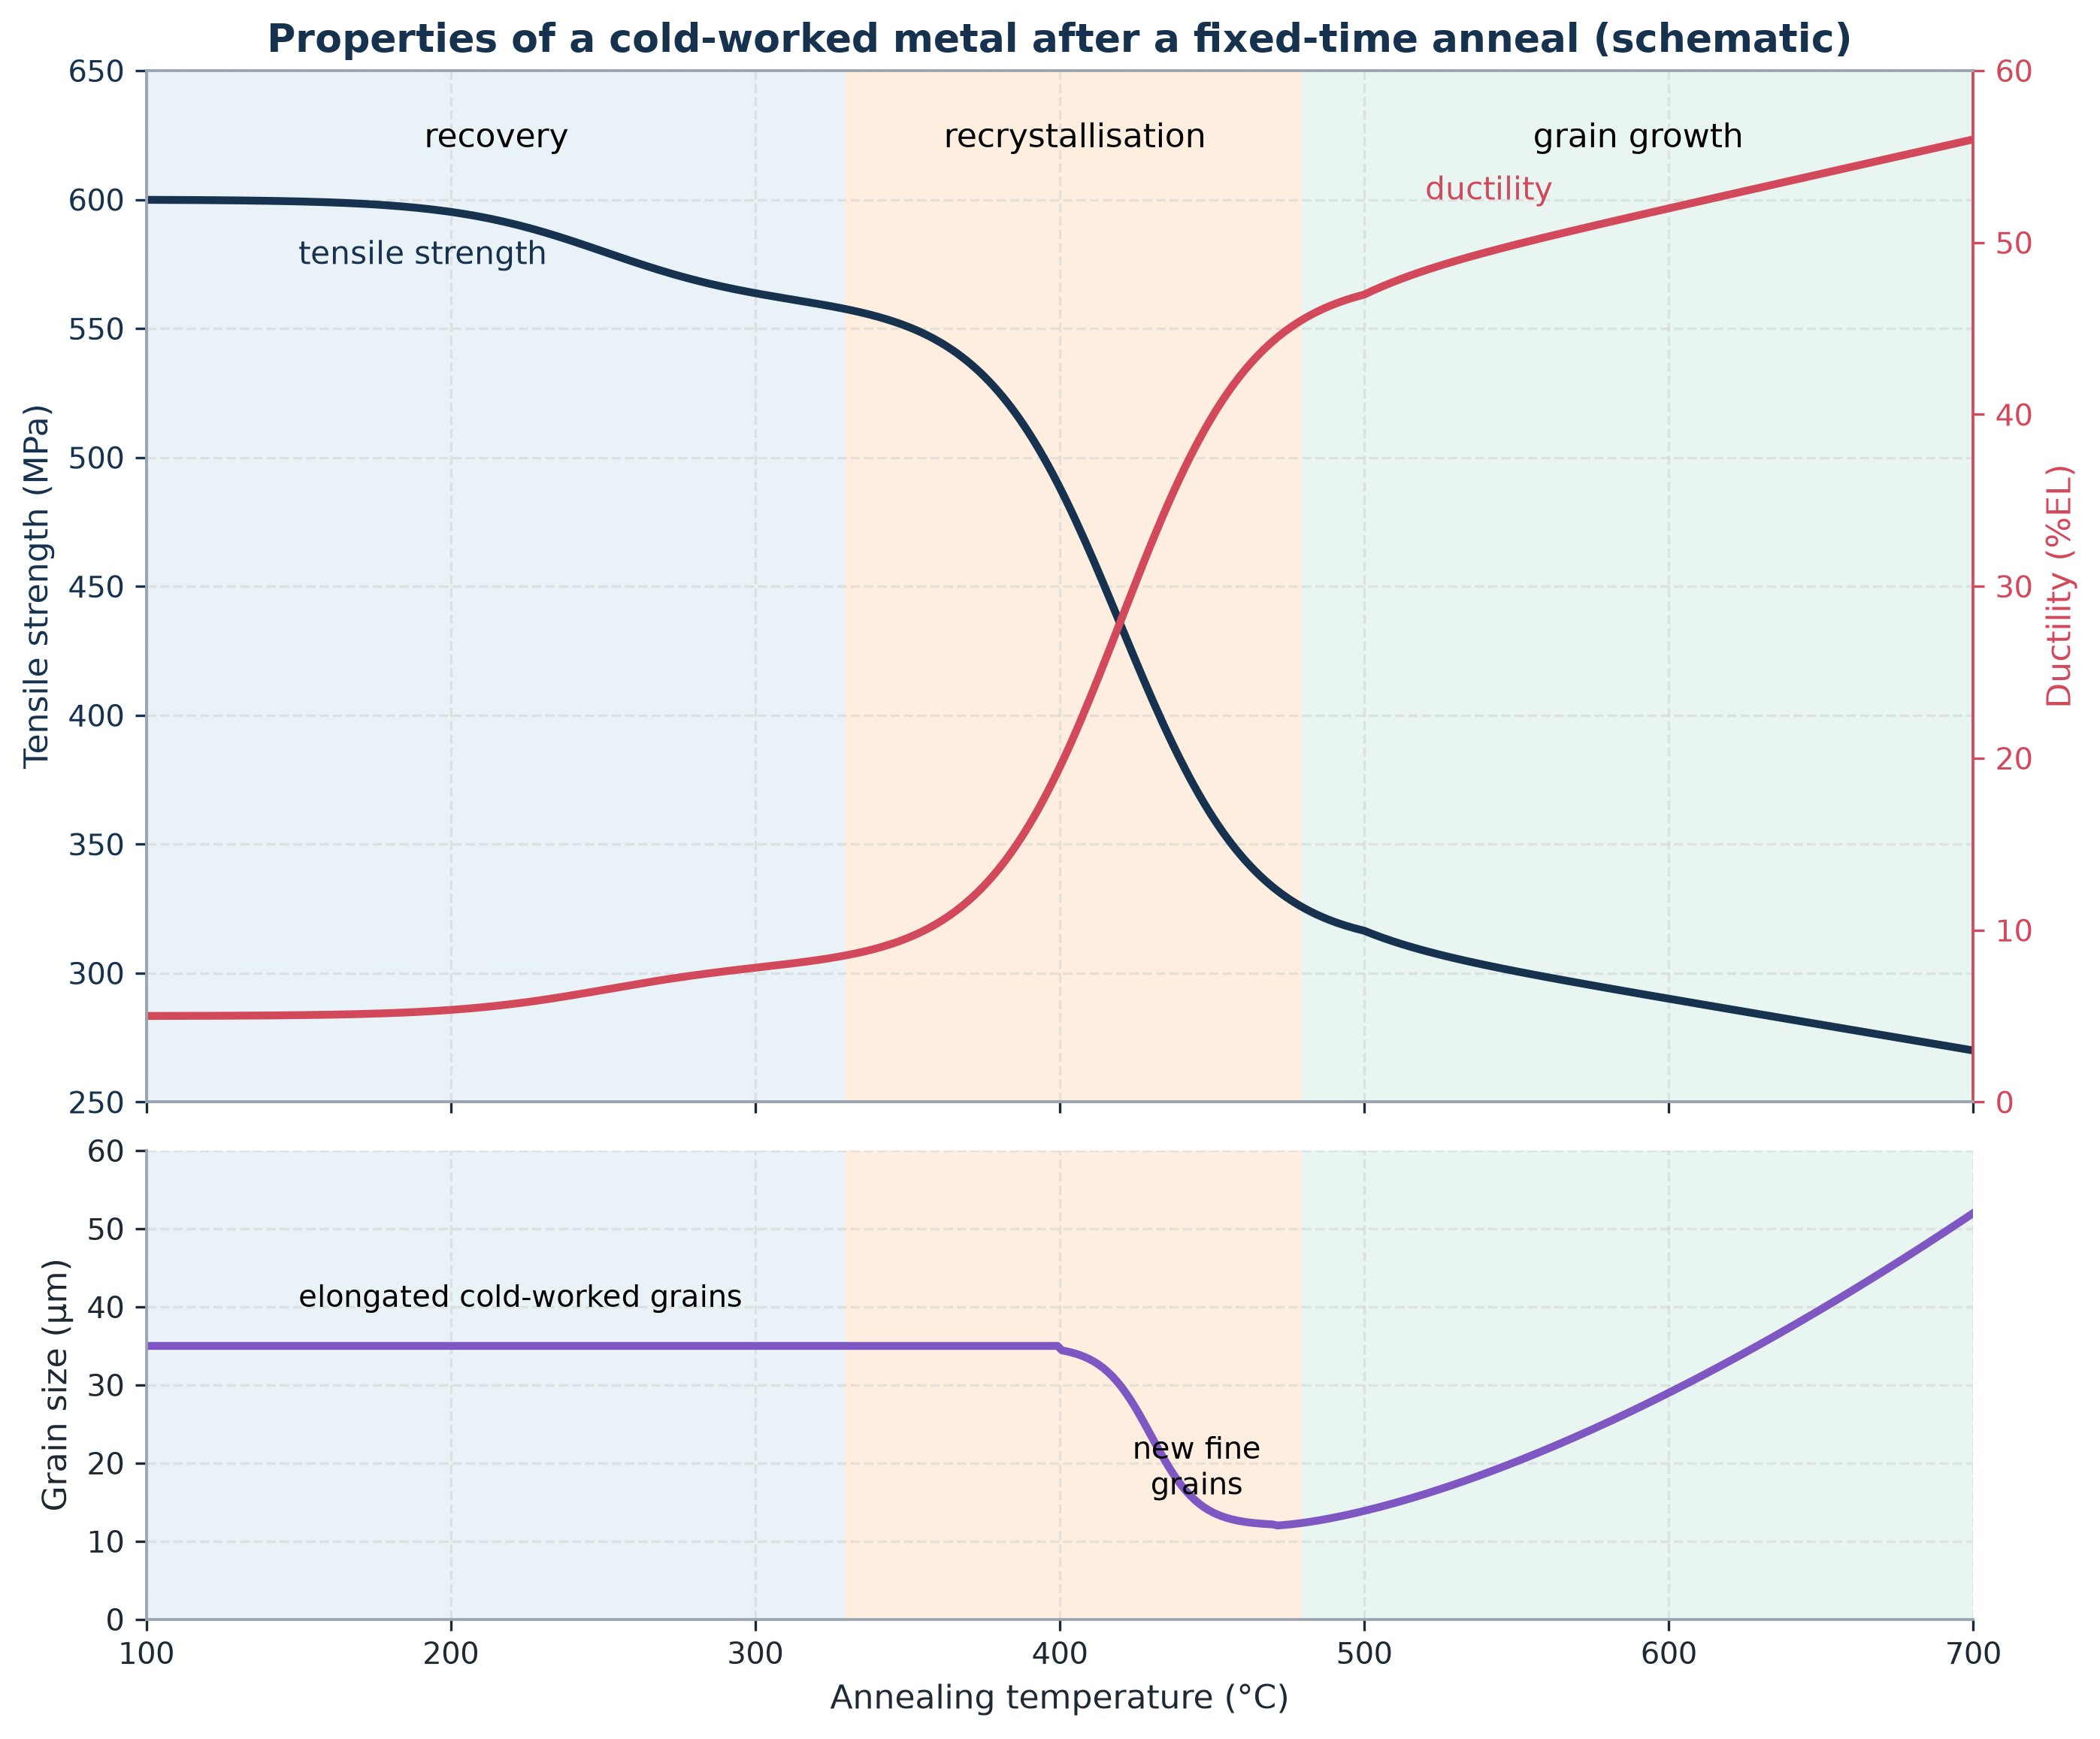 Properties of a cold-worked metal after a fixed-time anneal (schematic)
650
600
550
500
450
400
350
300
250
Tensile strength (MPa)
recovery
recrystallisation
grain growth
tensile strength
ductility
60
50
40
30
20
10
0
Ductility (%EL)
60
50
40
30
20
10
0
Grain size (µm)
elongated cold-worked grains
new fine
grains
100
200
300
400
500
600
700
Annealing temperature (°C)